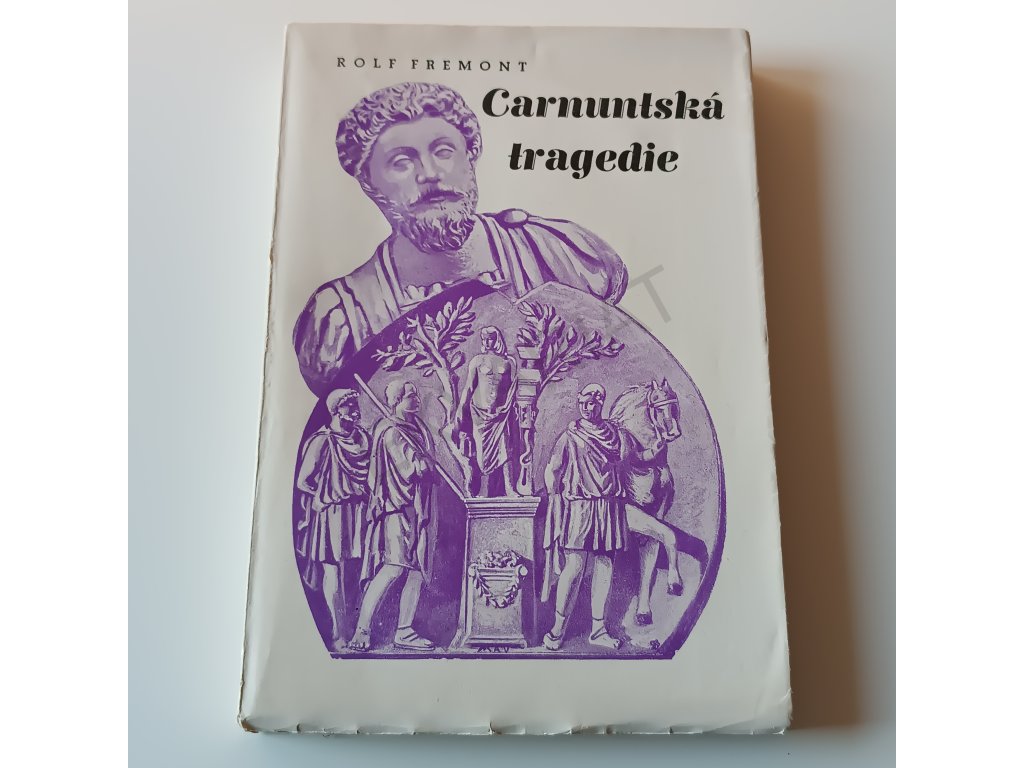 ROLF FREMONT
Carnuntská
tragedie